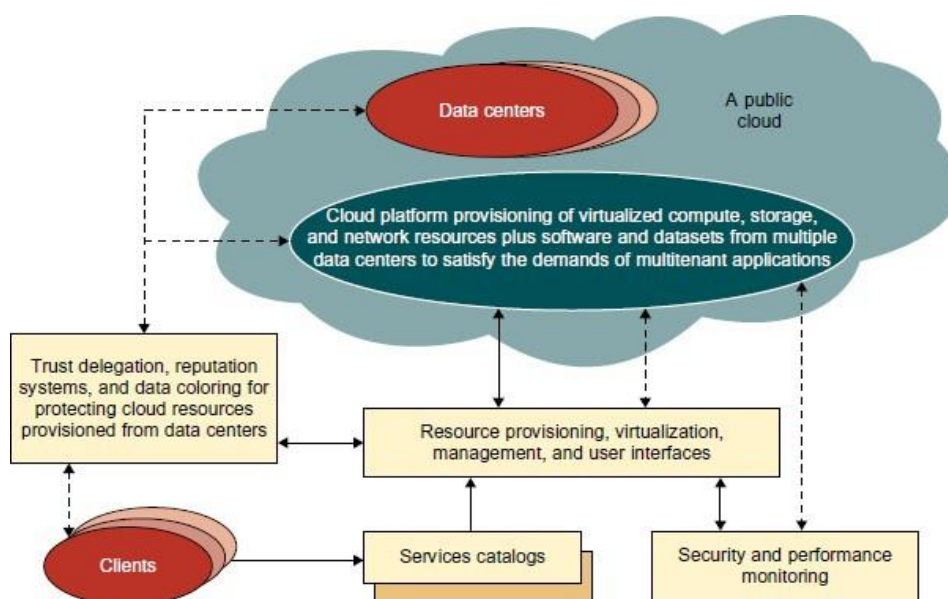 Data centers
A public
cloud
Cloud platform provisioning of virtualized compute, storage,
and network resources plus software and datasets from multiple
data centers to satisfy the demands of multitenant applications
Trust delegation, reputation
systems, and data coloring for
protecting cloud resources
provisioned from data centers
Resource provisioning, virtualization,
management, and user interfaces
Clients
Services catalogs
Security and performance
monitoring